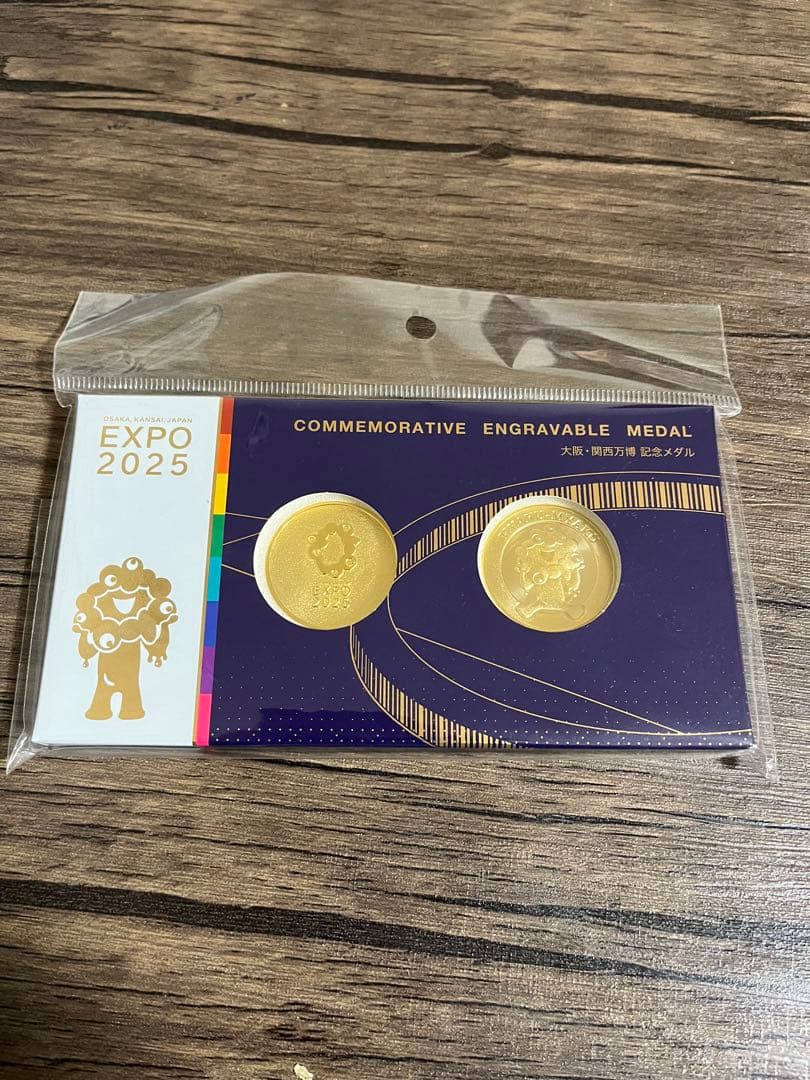 OSAKA, KANSAI, JAPAN
EXPO
2025
COMMEMORATIVE ENGRAVABLE MEDAL
大阪・関西万博 記念メダル
EXPO
2025